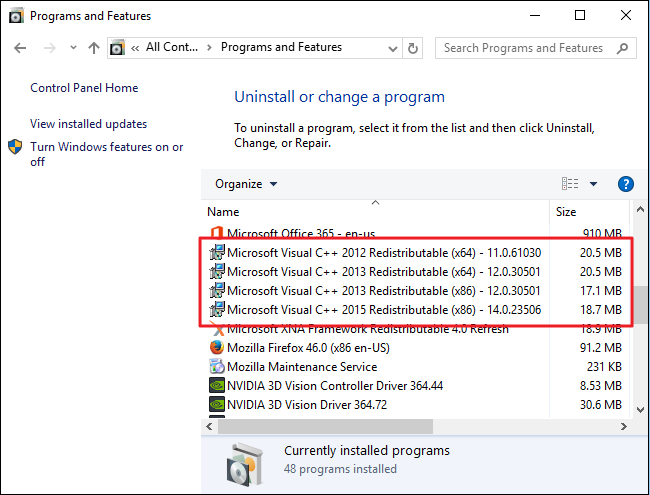 Programs and Features
All Cont...
Programs and Features
Search Programs and Features
Control Panel Home
View installed updates
Turn Windows features on or
off
Uninstall or change a program
To uninstall a program, select it from the list and then click Uninstall,
Change, or Repair.
Organize
Name Size
Microsoft Office 365 - en-us 910 MB
Microsoft Visual C++ 2012 Redistributable (x64) - 11.0.61030 20.5 MB
Microsoft Visual C++ 2013 Redistributable (x64) - 12.0.30501 20.5 MB
Microsoft Visual C++ 2013 Redistributable (x86) - 12.0.30501 17.1 MB
Microsoft Visual C++ 2015 Redistributable (x86) - 14.0.23506 18.7 MB
Microsoft XNA Framework Redistributable 4.0 Refresh 18.9 MB
Mozilla Firefox 46.0 (x86 en-US) 91.2 MB
Mozilla Maintenance Service 231 KB
NVIDIA 3D Vision Controller Driver 364.44 8.53 MB
NVIDIA 3D Vision Driver 364.72 30.6 MB
Currently installed programs
48 programs installed